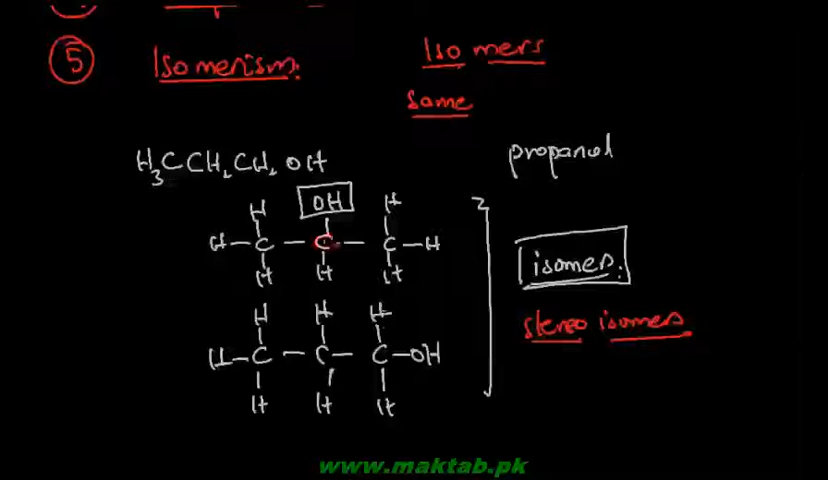 5 Isomerism: Isomers
same
H₃CCH₂CH₂OH propanol
H OH H
H-C-C-C-H
H H H
isomers.
stereo isomers
H H H
H-C-C-C-OH
H H H
www.maktab.pk